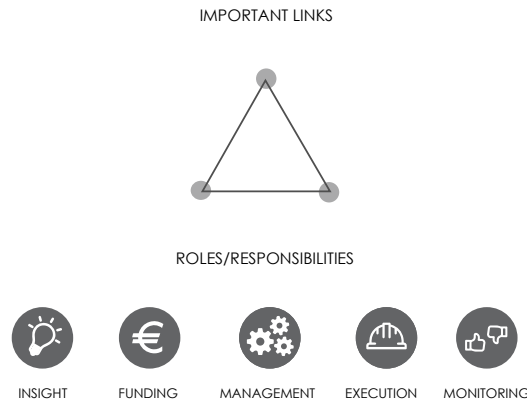 IMPORTANT LINKS
ROLES/RESPONSIBILITIES
€
INSIGHT FUNDING MANAGEMENT EXECUTION MONITORING